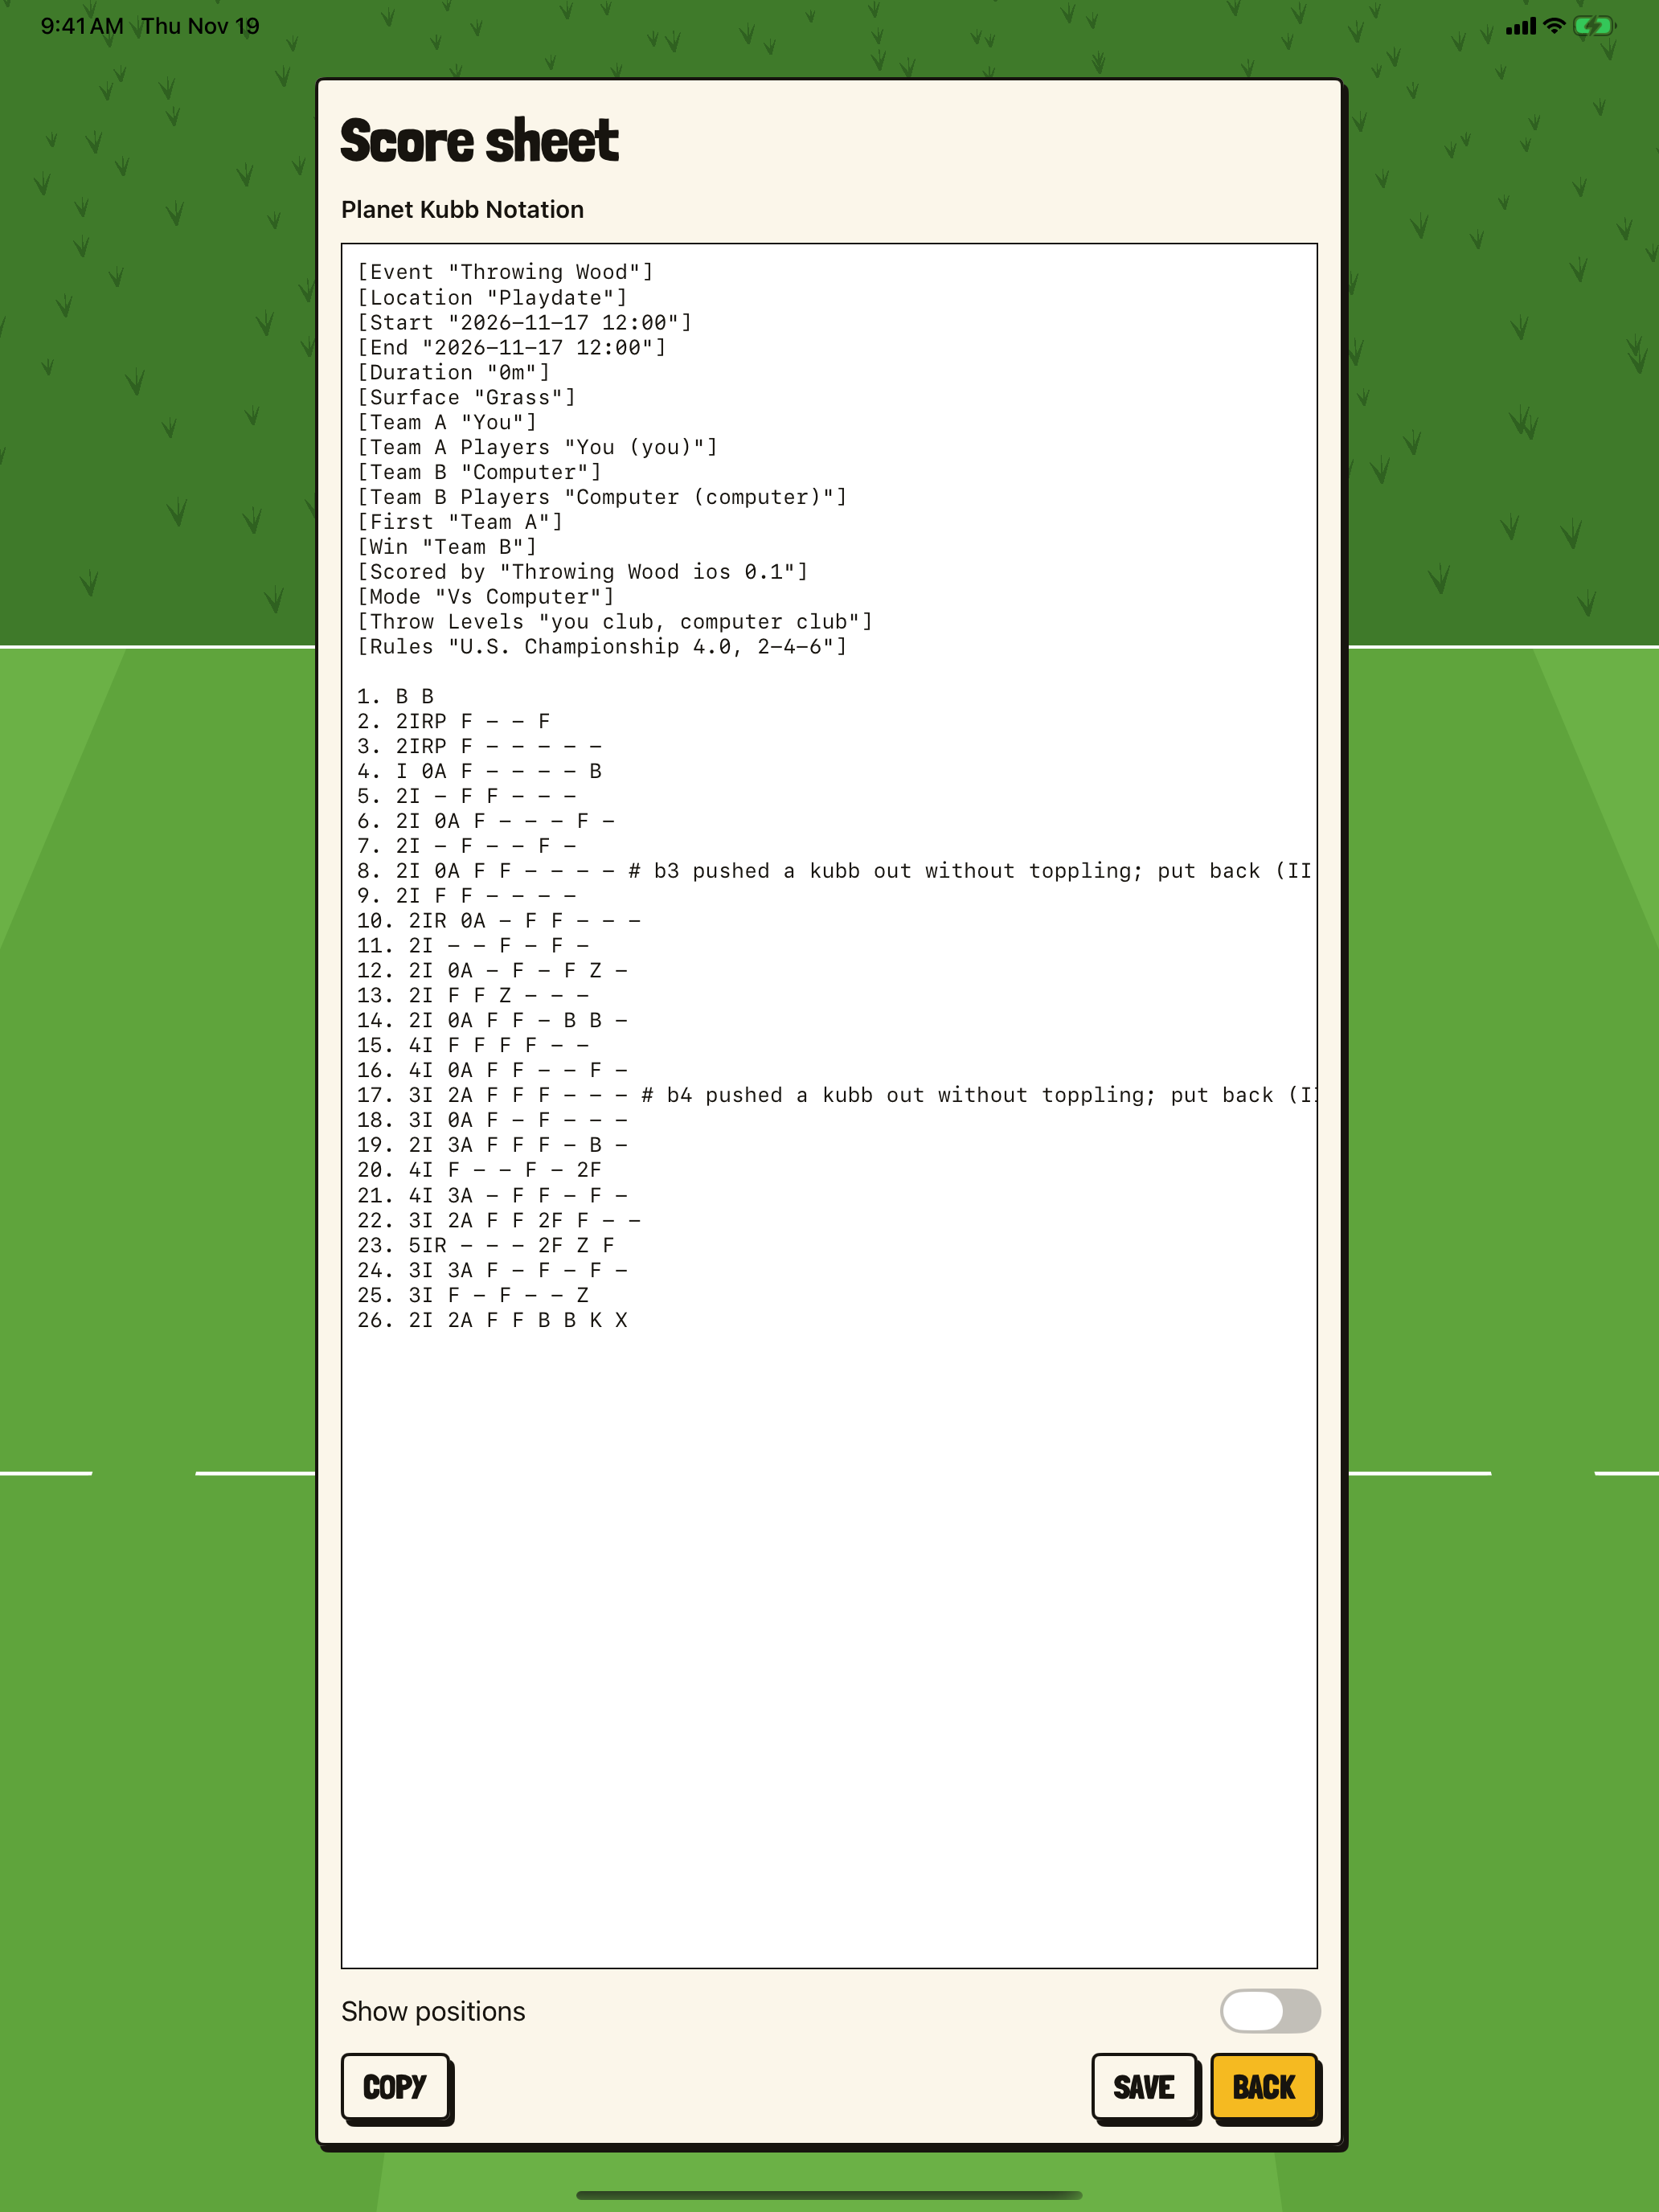 9:41 AM Thu Nov 19
Score sheet
Planet Kubb Notation
[Event "Throwing Wood"]
[Location "Playdate"]
[Start "2026-11-17 12:00"]
[End "2026-11-17 12:00"]
[Duration "0m"]
[Surface "Grass"]
[Team A "You"]
[Team A Players "You (you)"]
[Team B "Computer"]
[Team B Players "Computer (computer)"]
[First "Team A"]
[Win "Team B"]
[Scored by "Throwing Wood ios 0.1"]
[Mode "Vs Computer"]
[Throw Levels "you club, computer club"]
[Rules "U.S. Championship 4.0, 2-4-6"]
1. B B
2. 2IRP F - - F
3. 2IRP F - - - - -
4. I 0A F - - - - B
5. 2I - F F - - -
6. 2I 0A F - - - F -
7. 2I - F - - F -
8. 2I 0A F F - - - - # b3 pushed a kubb out without toppling; put back (II
9. 2I F F - - - -
10. 2IR 0A - F F - - -
11. 2I - - F - F -
12. 2I 0A - F - F Z -
13. 2I F F Z - - -
14. 2I 0A F F - B B -
15. 4I F F F F - -
16. 4I 0A F F - - F -
17. 3I 2A F F F - - - # b4 pushed a kubb out without toppling; put back (I
18. 3I 0A F - F - - -
19. 2I 3A F F F - B -
20. 4I F - - F - 2F
21. 4I 3A - F F - F -
22. 3I 2A F F 2F F - -
23. 5IR - - - 2F Z F
24. 3I 3A F - F - F -
25. 3I F - F - - Z
26. 2I 2A F F B B K X
Show positions
COPY
SAVE
BACK